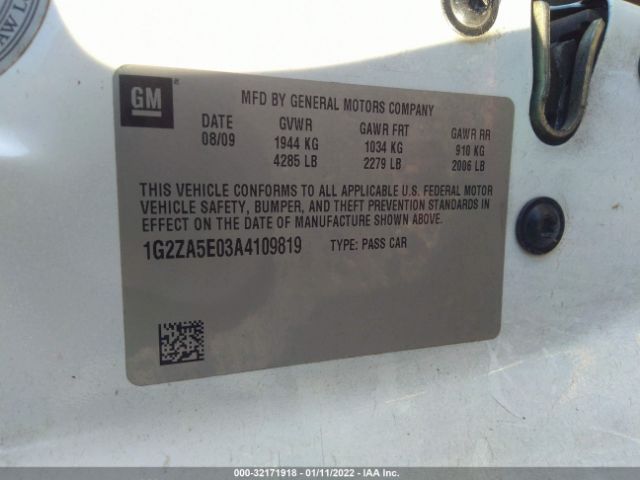 AW L
GM
MFD BY GENERAL MOTORS COMPANY
DATE GVWR GAWR FRT GAWR RR
08/09 1944 KG 1034 KG 910 KG
4285 LB 2279 LB 2006 LB
THIS VEHICLE CONFORMS TO ALL APPLICABLE U.S. FEDERAL MOTOR
VEHICLE SAFETY, BUMPER, AND THEFT PREVENTION STANDARDS IN
EFFECT ON THE DATE OF MANUFACTURE SHOWN ABOVE.
1G2ZA5E03A4109819 TYPE: PASS CAR
000-32171918 - 01/11/2022 - IAA Inc.